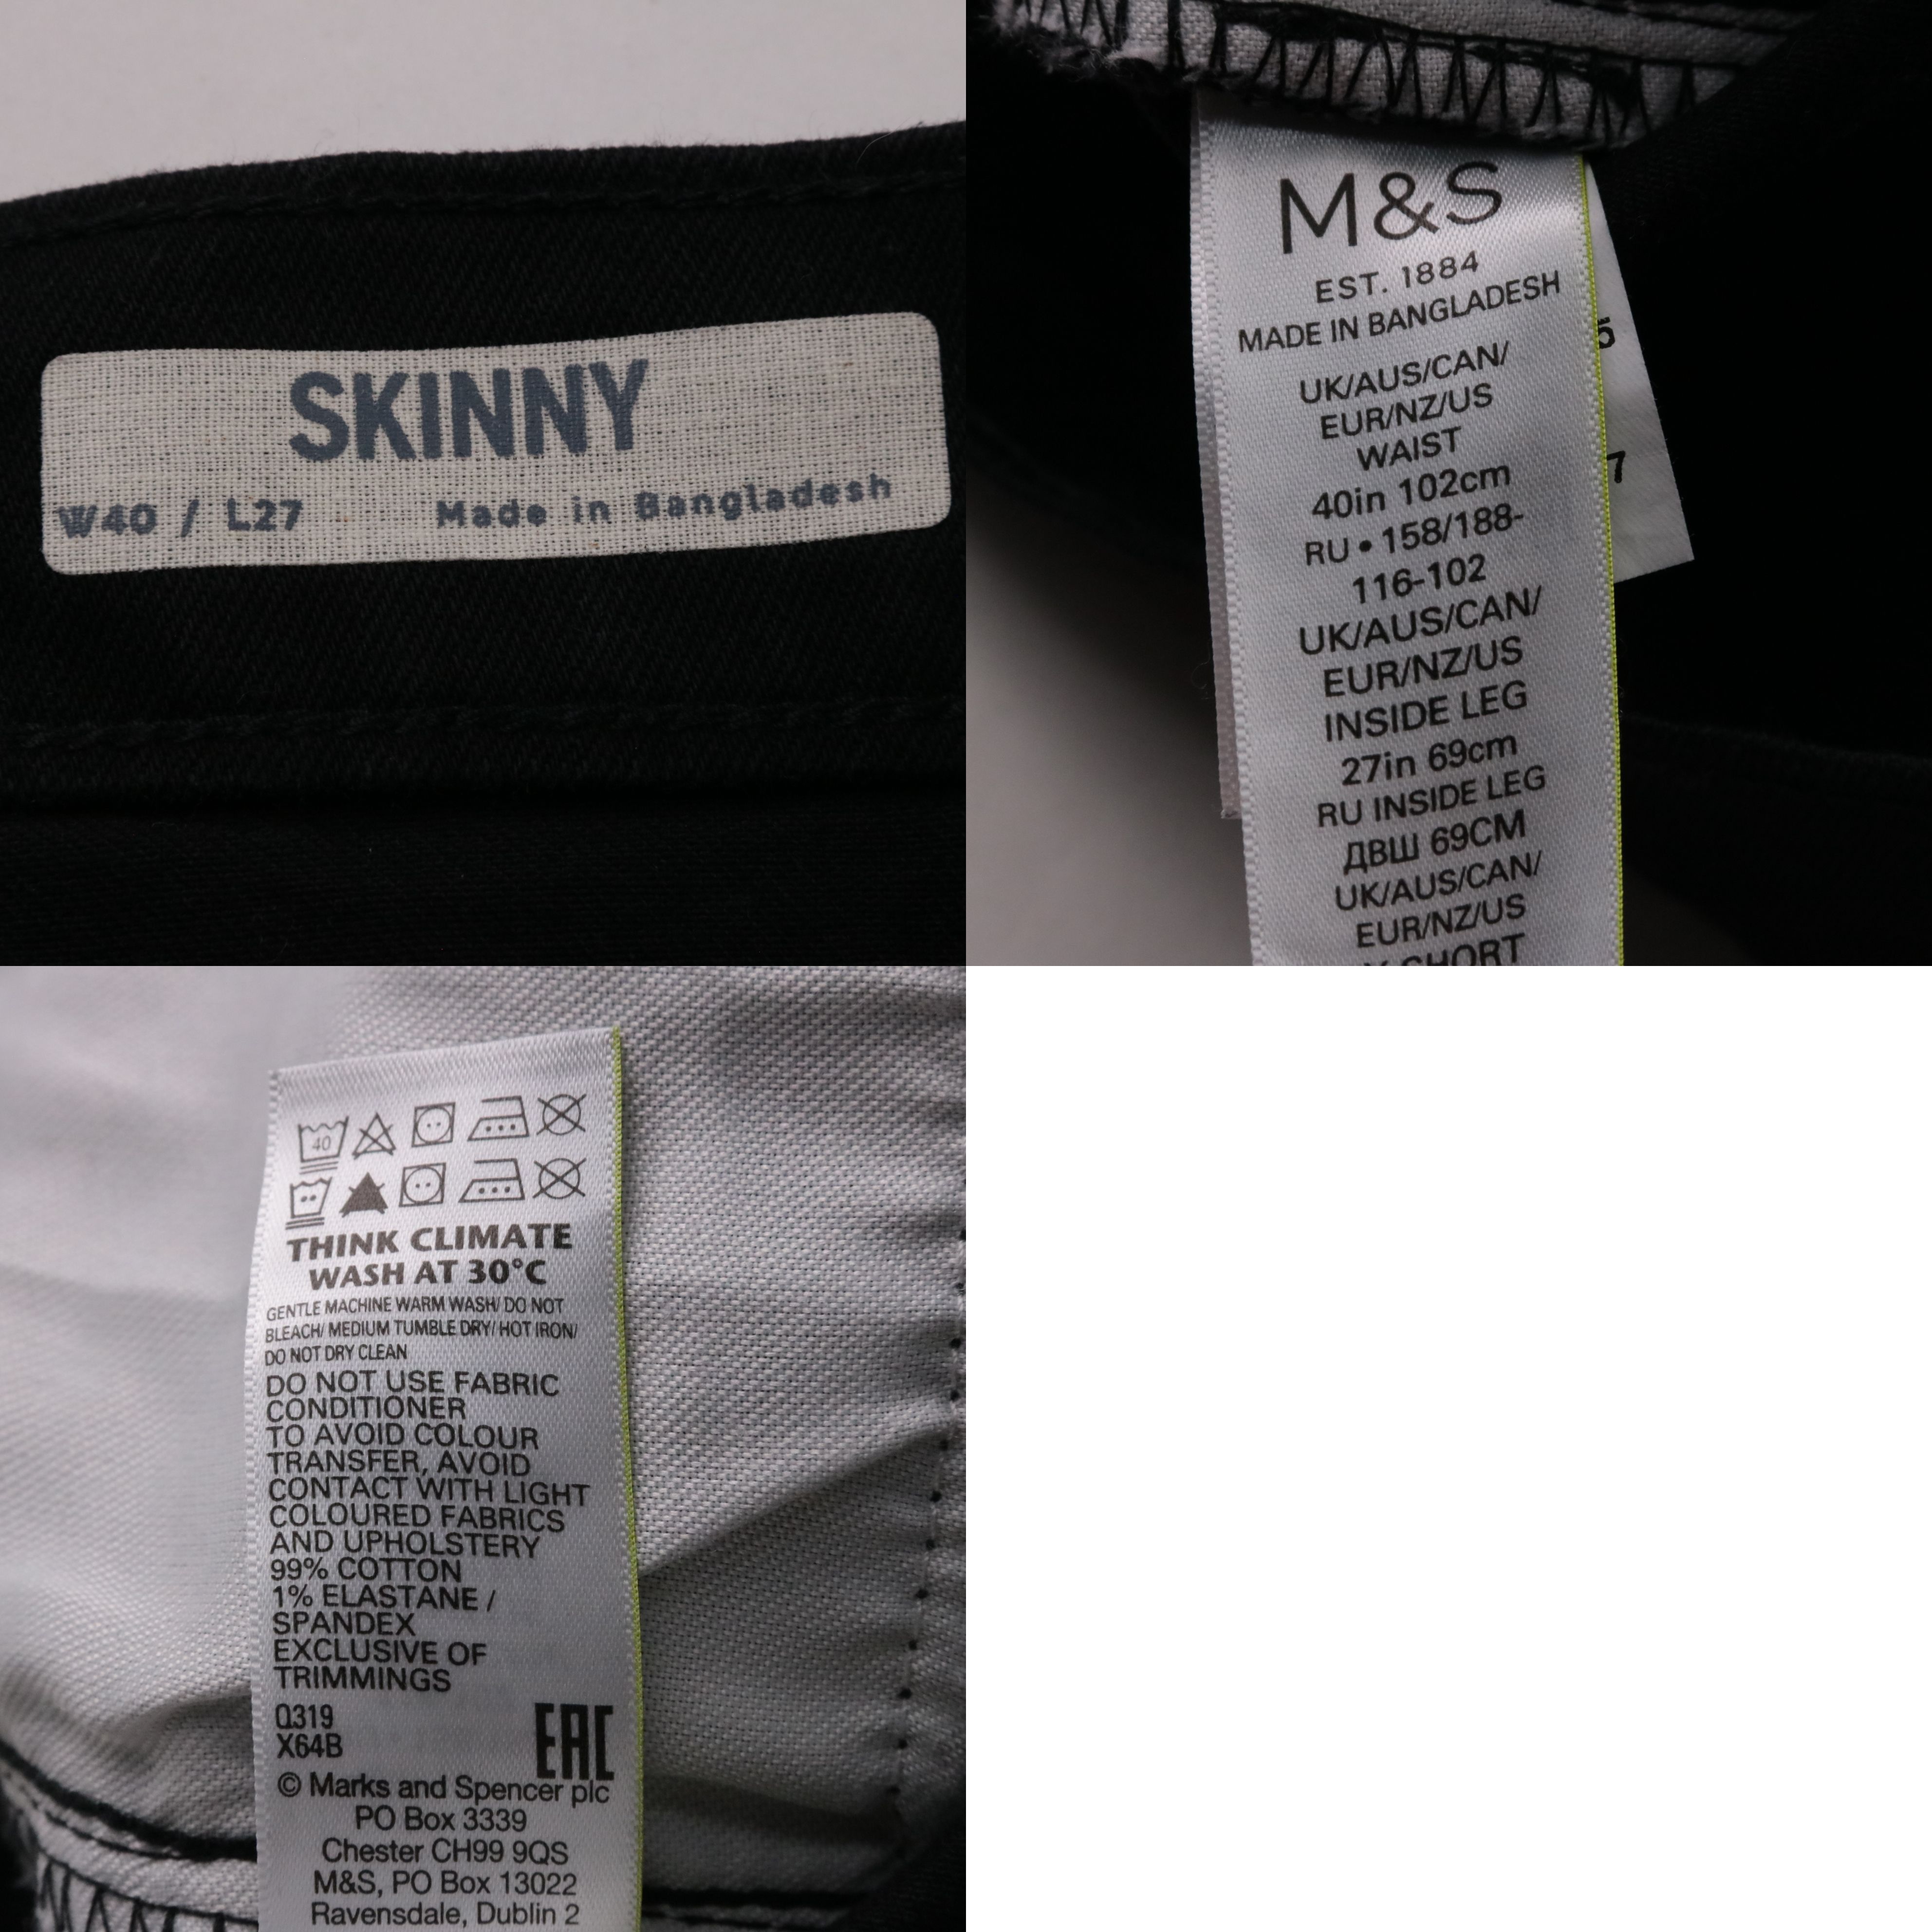 SKINNY
W40 / L27 Made in Bangladesh
M&S
EST. 1884
MADE IN BANGLADESH
UK/AUS/CAN/
EUR/NZ/US
WAIST
40in 102cm
RU • 158/188-
116-102
UK/AUS/CAN/
EUR/NZ/US
INSIDE LEG
27in 69cm
RU INSIDE LEG
ДВШ 69СМ
UK/AUS/CAN/
EUR/NZ/US
SHORT
5
7
40
THINK CLIMATE
WASH AT 30°C
GENTLE MACHINE WARM WASH/ DO NOT
BLEACH/ MEDIUM TUMBLE DRY/ HOT IRON/
DO NOT DRY CLEAN
DO NOT USE FABRIC
CONDITIONER
TO AVOID COLOUR
TRANSFER, AVOID
CONTACT WITH LIGHT
COLOURED FABRICS
AND UPHOLSTERY
99% COTTON
1% ELASTANE /
SPANDEX
EXCLUSIVE OF
TRIMMINGS
Q319
X64B
EAC
© Marks and Spencer plc
PO Box 3339
Chester CH99 9QS
M&S, PO Box 13022
Ravensdale, Dublin 2